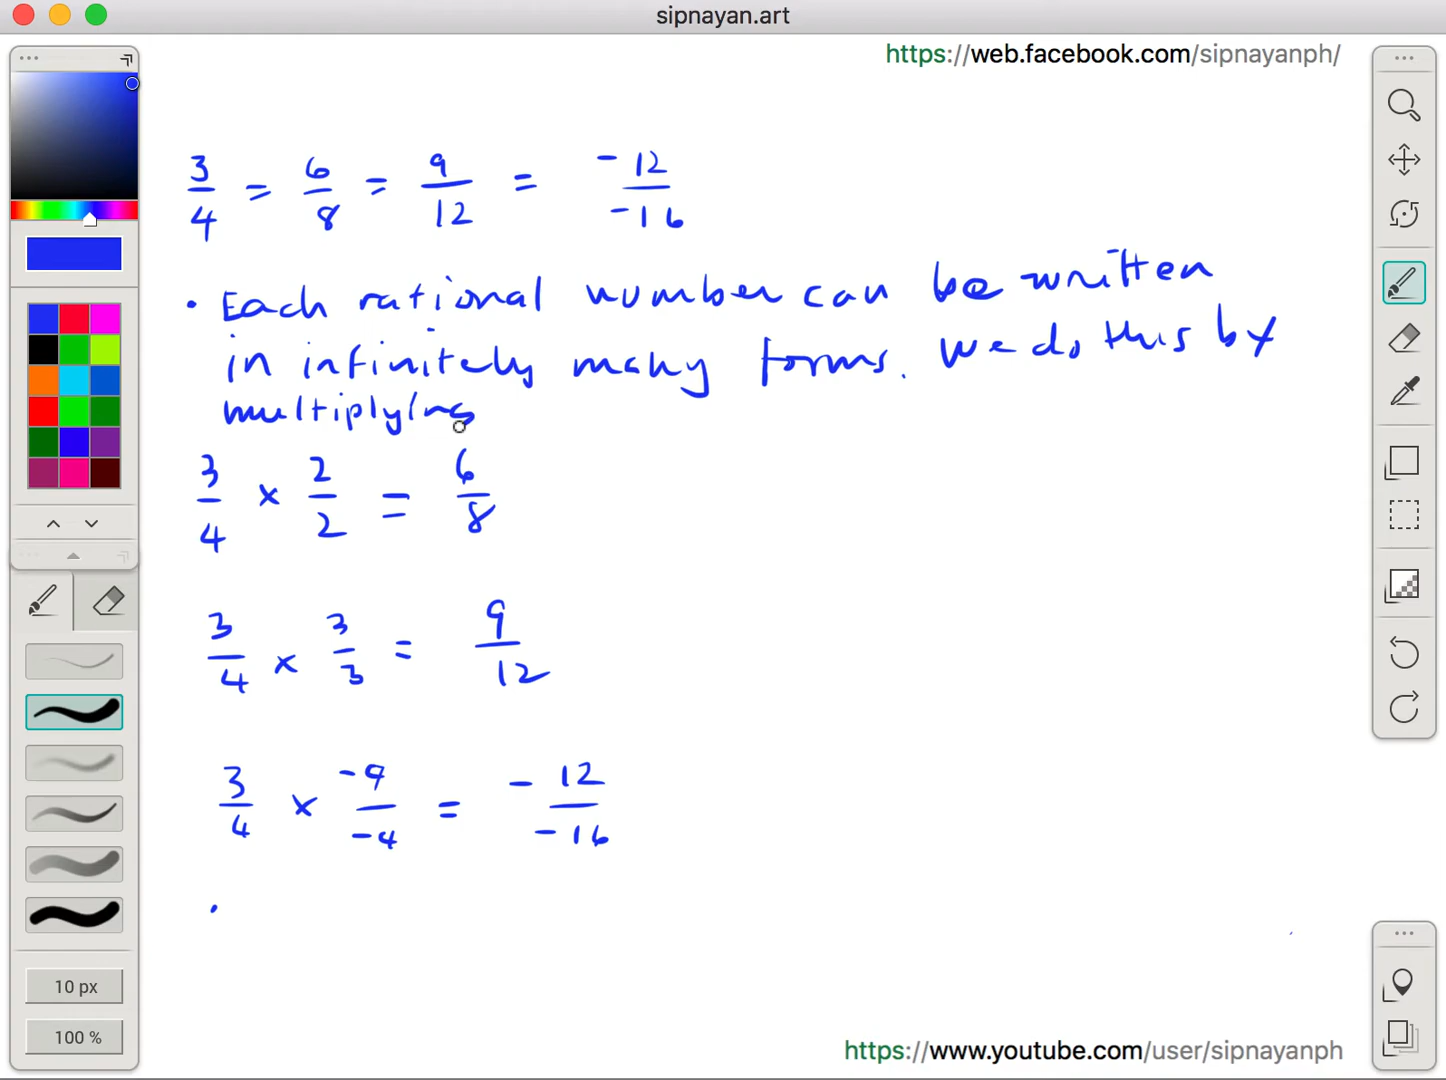 sipnayan.art
https://web.facebook.com/sipnayanph/
3/4 = 6/8 = 9/12 = -12/-16
• Each rational number can be written
in infinitely many forms. We do this by
multiplying
3/4 × 2/2 = 6/8
3/4 × 3/3 = 9/12
3/4 × -4/-4 = -12/-16
•
10 px
100 %
https://www.youtube.com/user/sipnayanph